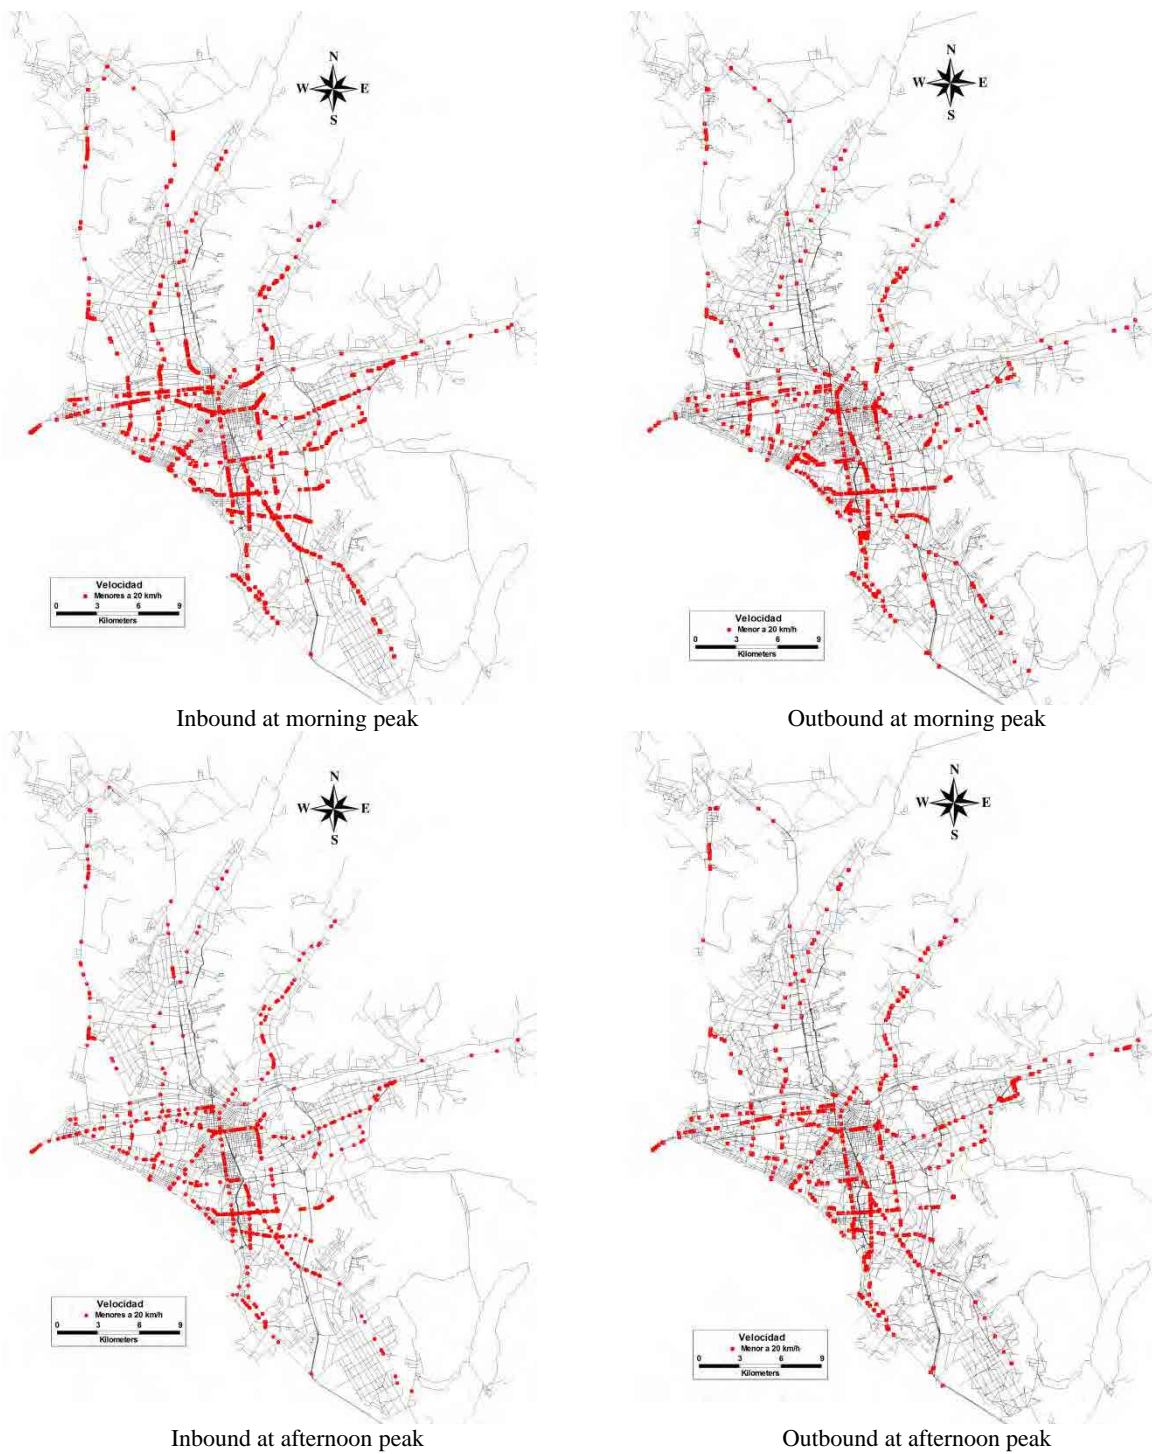 N
W E
S
Velocidad
Menores a 20 km/h
0 3 6 9
Kilometers
Inbound at morning peak
N
W E
S
Velocidad
Menor a 20 km/h
0 3 6 9
Kilometers
Outbound at morning peak
N
W E
S
Velocidad
Menores a 20 km/h
0 3 6 9
Kilometers
Inbound at afternoon peak
N
W E
S
Velocidad
Menor a 20 km/h
0 3 6 9
Kilometers
Outbound at afternoon peak